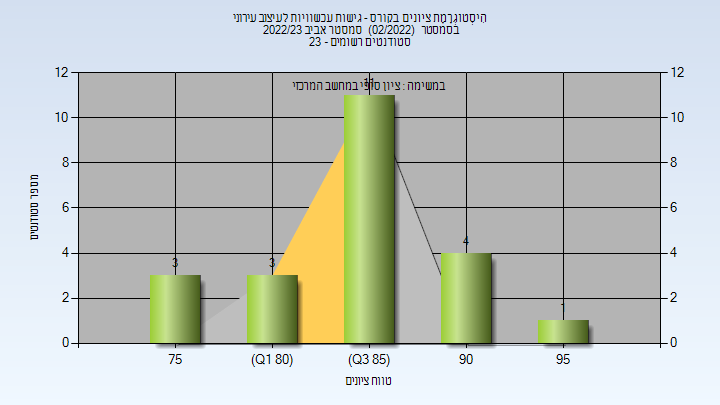 היסטוגרמת ציונים בקורס - גישות עכשוויות לעיצוב עירוני
בסמסטר (02/2022) סמסטר אביב 2022/23
סטודנטים רשומים - 23
במשימה : ציון סופי במחשב המרכזי
12 12
10 10
8 8
6 6
4 4
2 2
0 0
3 3 11 4 1
מספר סטודנטים
75 (Q1 80) (Q3 85) 90 95
טווח ציונים